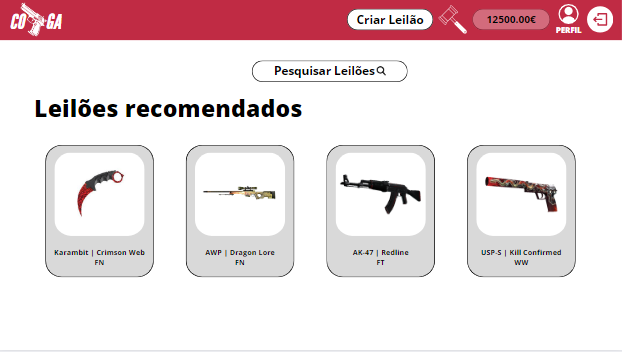 CO GA
Criar Leilão
12500.00€
PERFIL
Pesquisar Leilões
Leilões recomendados
Karambit | Crimson Web
FN
AWP | Dragon Lore
FN
AK-47 | Redline
FT
USP-S | Kill Confirmed
WW